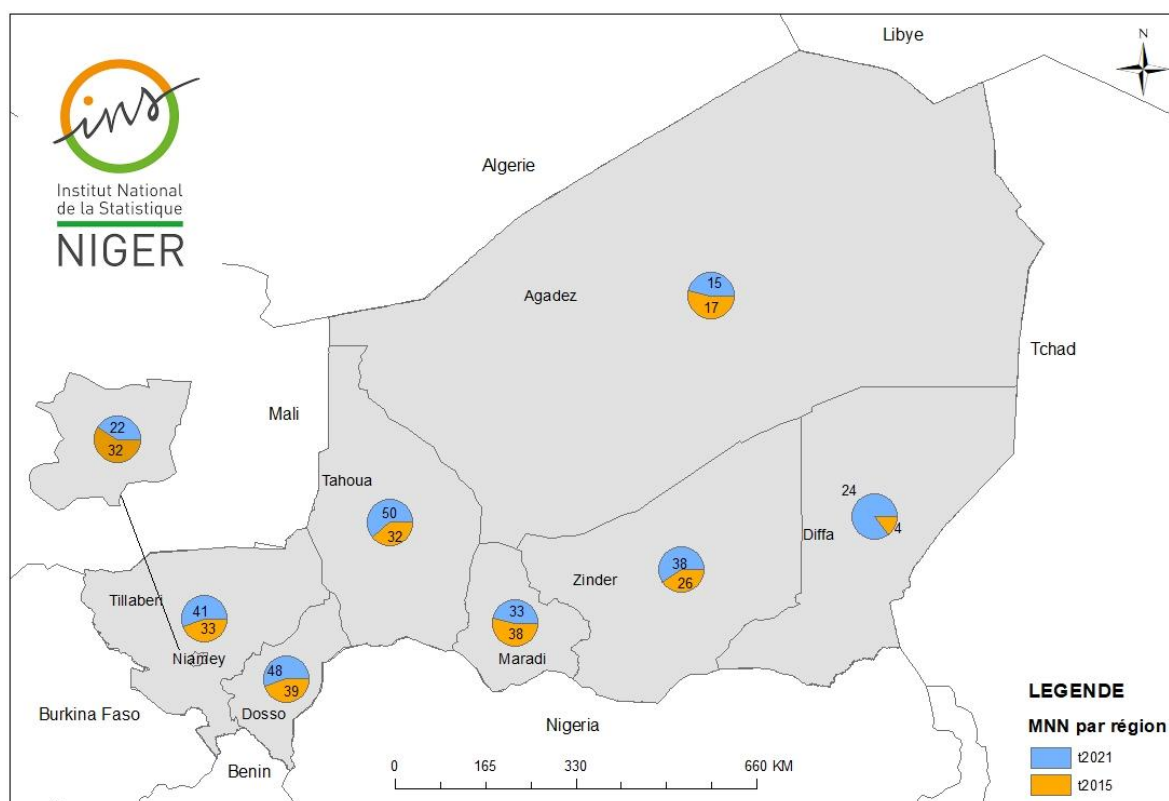 Libye
N
ins
Institut National
de la Statistique
NIGER
Algerie
15
Agadez
17
Tchad
Mali
22
32
Tahoua
50
32
24
4
Diffa
Zinder
38
26
Tillaberi
41
33
33
38
Niamey
Maradi
48
39
Dosso
Burkina Faso
Nigeria
Benin
0 165 330 660 KM
LEGENDE
MNN par région
t2021
t2015